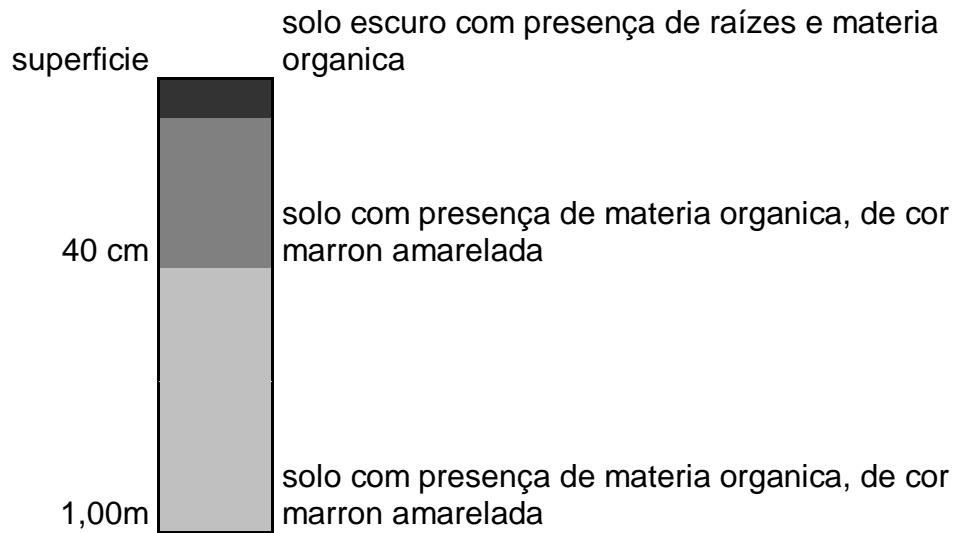 solo escuro com presença de raízes e materia
superficie organica
solo com presença de materia organica, de cor
40 cm marron amarelada
solo com presença de materia organica, de cor
1,00m marron amarelada